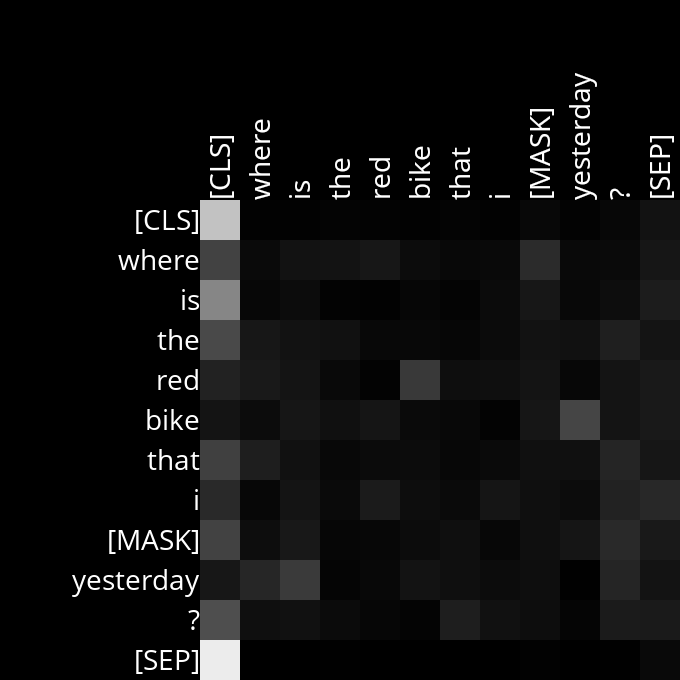 [CLS] where is the red bike that i [MASK] yesterday ? [SEP]
[CLS]
where
is
the
red
bike
that
i
[MASK]
yesterday
?
[SEP]